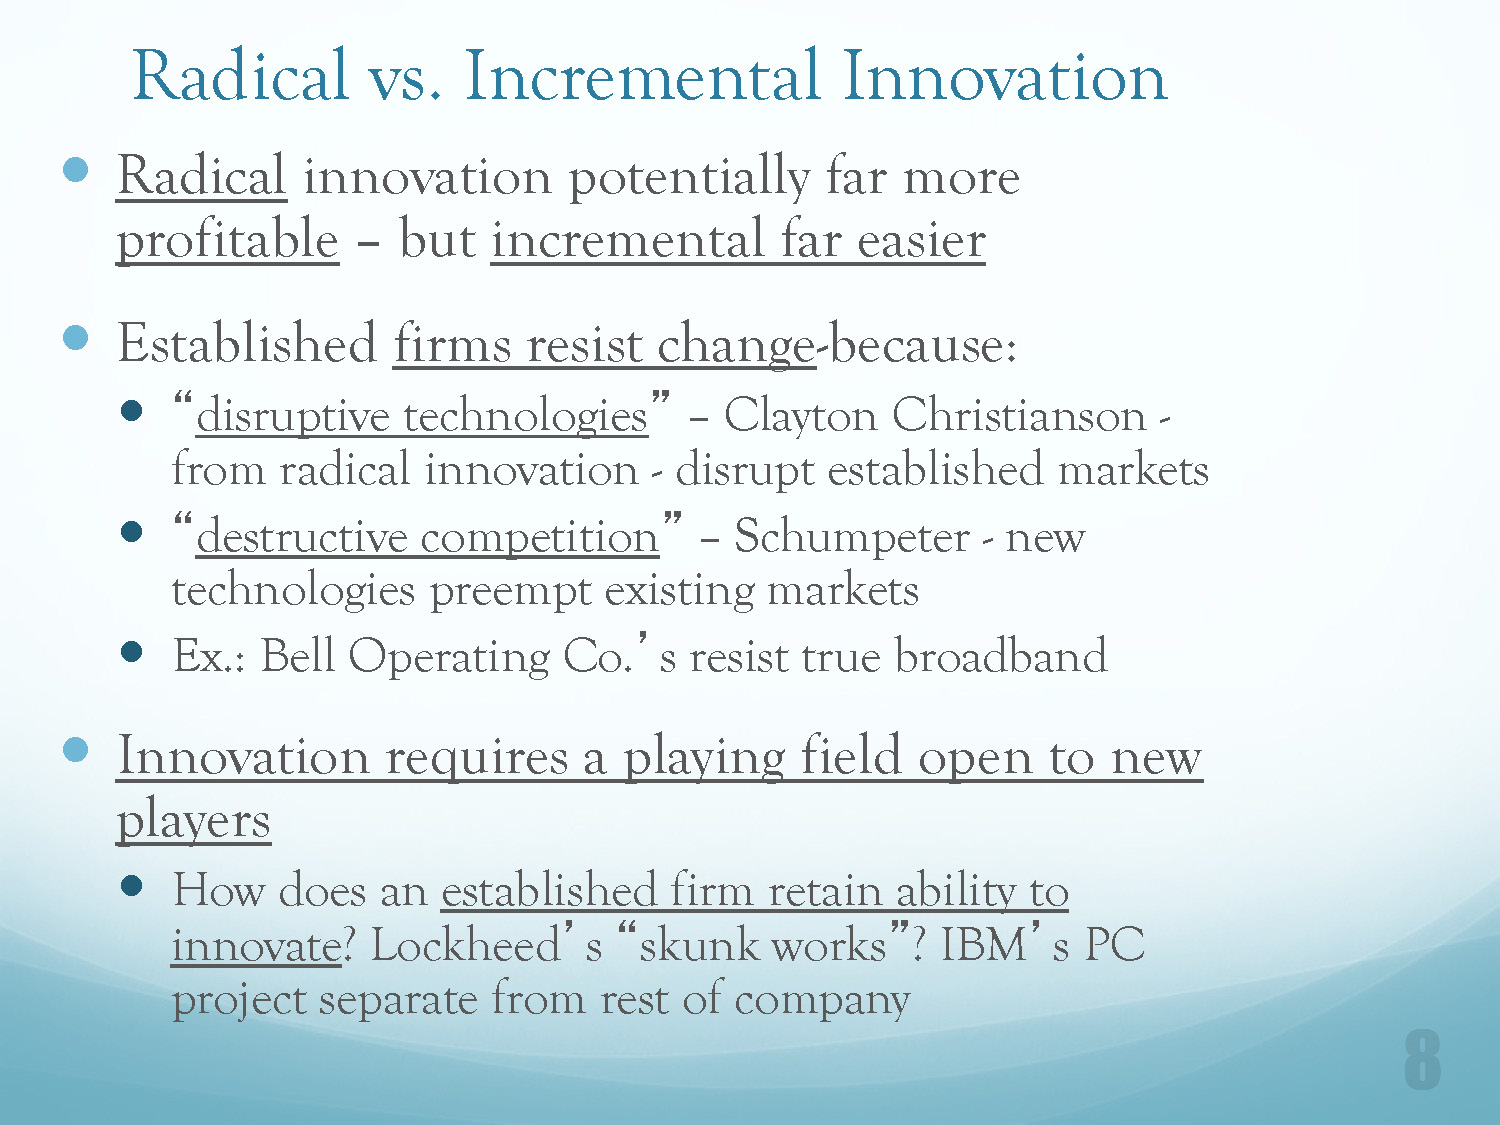 Radical vs. Incremental Innovation
Radical innovation potentially far more
profitable – but incremental far easier
Established firms resist change-because:
“disruptive technologies” – Clayton Christianson -
from radical innovation - disrupt established markets
“destructive competition” – Schumpeter - new
technologies preempt existing markets
Ex.: Bell Operating Co.’s resist true broadband
Innovation requires a playing field open to new
players
How does an established firm retain ability to
innovate? Lockheed’s “skunk works”? IBM’s PC
project separate from rest of company
8